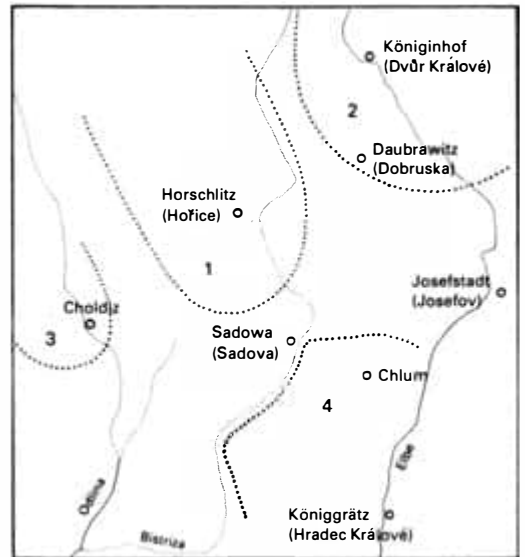 Königinhof
(Dvůr Králové)
2
Daubrawitz
(Dobruska)
Horschlitz
(Hořice)
1
Josefstadt
(Josefov)
Choidiz
3
Sadowa
(Sadova)
Chlum
4
Elbe
Odlina
Königgrätz
(Hradec Králové)
Bistriza